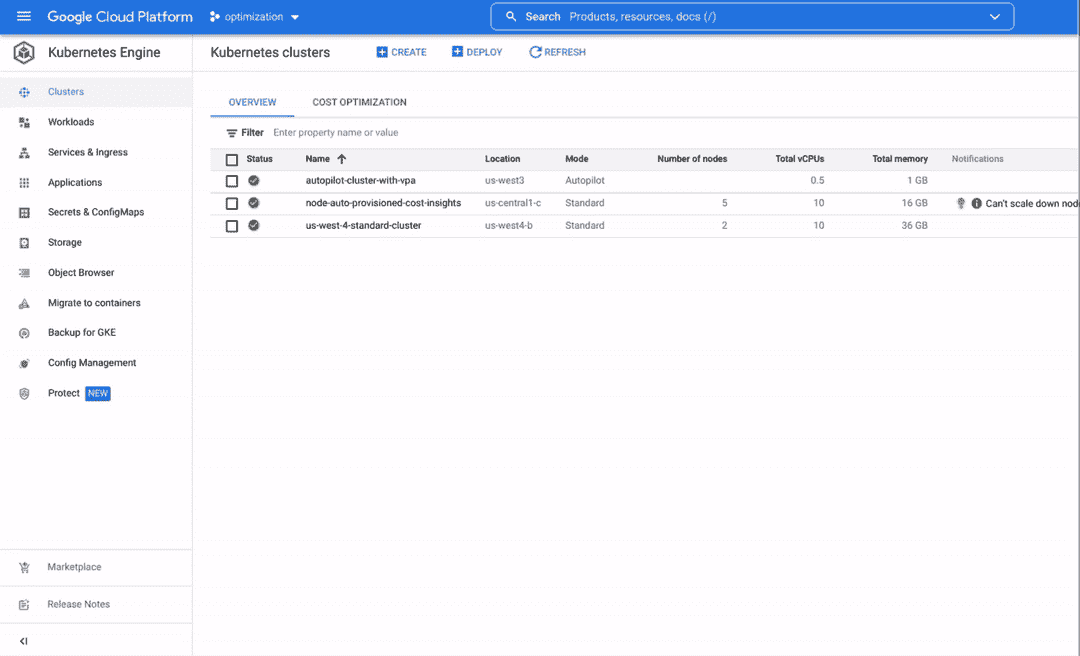 Google Cloud Platform optimization Search Products, resources, docs (/)
Kubernetes Engine
Clusters
Workloads
Services & Ingress
Applications
Secrets & ConfigMaps
Storage
Object Browser
Migrate to containers
Backup for GKE
Config Management
Protect NEW
Marketplace
Release Notes
Kubernetes clusters CREATE DEPLOY REFRESH
OVERVIEW COST OPTIMIZATION
Filter Enter property name or value
Status Name Location Mode Number of nodes Total vCPUs Total memory Notifications
autopilot-cluster-with-vpa us-west3 Autopilot 0.5 1 GB
node-auto-provisioned-cost-insights us-central1-c Standard 5 10 16 GB Can't scale down
us-west-4-standard-cluster us-west4-b Standard 2 10 36 GB